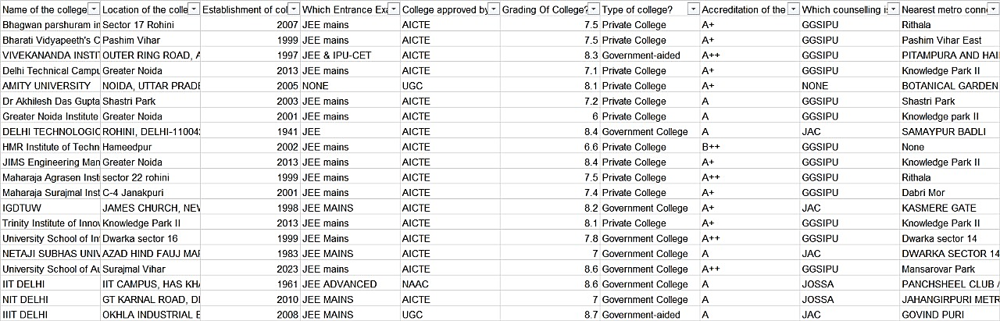 Name of the college Location of the colle Establishment of col Which Entrance Exa College approved by Grading Of College? Type of college? Accreditation of the Which counselling is Nearest metro conne
Bhagwan parshuram in Sector 17 Rohini 2007 JEE mains AICTE 7.5 Private College A+ GGSIPU Rithala
Bharati Vidyapeeth's C Pashim Vihar 1999 JEE mains AICTE 7.5 Private College A+ GGSIPU Pashim Vihar East
VIVEKANANDA INSTIT OUTER RING ROAD, A 1997 JEE & IPU-CET AICTE 8.3 Government-aided A++ GGSIPU PITAMPURA AND HAI
Delhi Technical Campu Greater Noida 2013 JEE mains AICTE 7.1 Private College A+ GGSIPU Knowledge Park II
AMITY UNIVERSITY NOIDA, UTTAR PRADE 2005 NONE UGC 8.1 Private College A+ NONE BOTANICAL GARDEN
Dr Akhilesh Das Gupta Shastri Park 2003 JEE mains AICTE 7.2 Private College A GGSIPU Shastri Park
Greater Noida Institute Greater Noida 2001 JEE mains AICTE 6 Private College A GGSIPU Knowledge park II
DELHI TECHNOLOGIC ROHINI, DELHI-11004 1941 JEE AICTE 8.4 Government College A JAC SAMAYPUR BADLI
HMR Institute of Techn Hameedpur 2002 JEE mains AICTE 6.6 Private College B++ GGSIPU None
JIMS Engineering Man Greater Noida 2013 JEE mains AICTE 8.4 Private College A+ GGSIPU Knowledge Park II
Maharaja Agrasen Inst sector 22 rohini 1999 JEE mains AICTE 7.5 Private College A++ GGSIPU Rithala
Maharaja Surajmal Inst C-4 Janakpuri 2001 JEE mains AICTE 7.4 Private College A+ GGSIPU Dabri Mor
IGDTUW JAMES CHURCH, NEW 1998 JEE MAINS AICTE 8.2 Government College A+ JAC KASMERE GATE
Trinity Institute of Innov Knowledge Park II 2013 JEE mains AICTE 8.1 Private College A+ GGSIPU Knowledge Park II
University School of Inf Dwarka sector 16 1999 JEE MAINS AICTE 7.8 Government College A++ GGSIPU Dwarka sector 14
NETAJI SUBHAS UNIV AZAD HIND FAUJ MAR 1983 JEE MAINS AICTE 7 Government College A JAC DWARKA SECTOR 14
University School of Au Surajmal Vihar 2023 JEE mains AICTE 8.6 Government College A++ GGSIPU Mansarovar Park
IIT DELHI IIT CAMPUS, HAS KHA 1961 JEE ADVANCED NAAC 8.6 Government College A JOSSA PANCHSHEEL CLUB /
NIT DELHI GT KARNAL ROAD, DE 2010 JEE MAINS AICTE 7 Government College A JOSSA JAHANGIRPURI METR
IIIT DELHI OKHLA INDUSTRIAL E 2008 JEE MAINS UGC 8.7 Government-aided A JAC GOVIND PURI